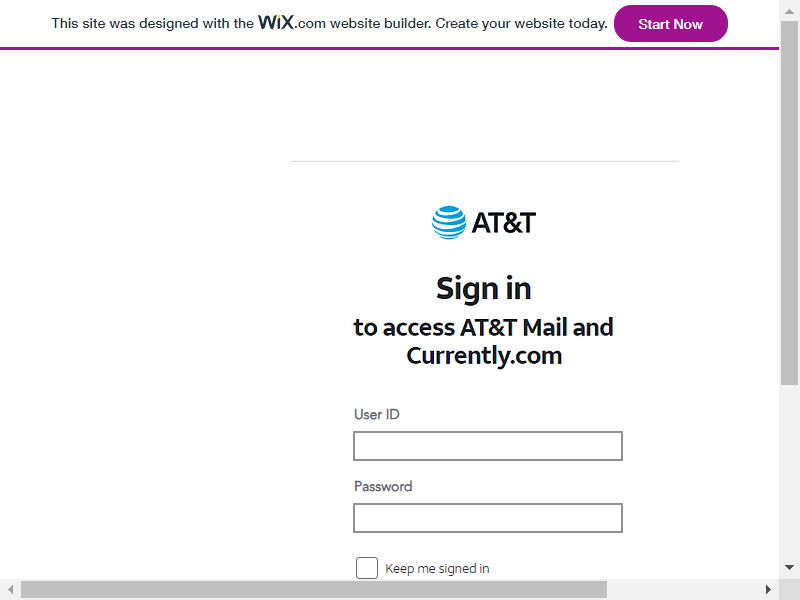 This site was designed with the WiX.com website builder. Create your website today. Start Now
AT&T
Sign in
to access AT&T Mail and
Currently.com
User ID
Password
Keep me signed in